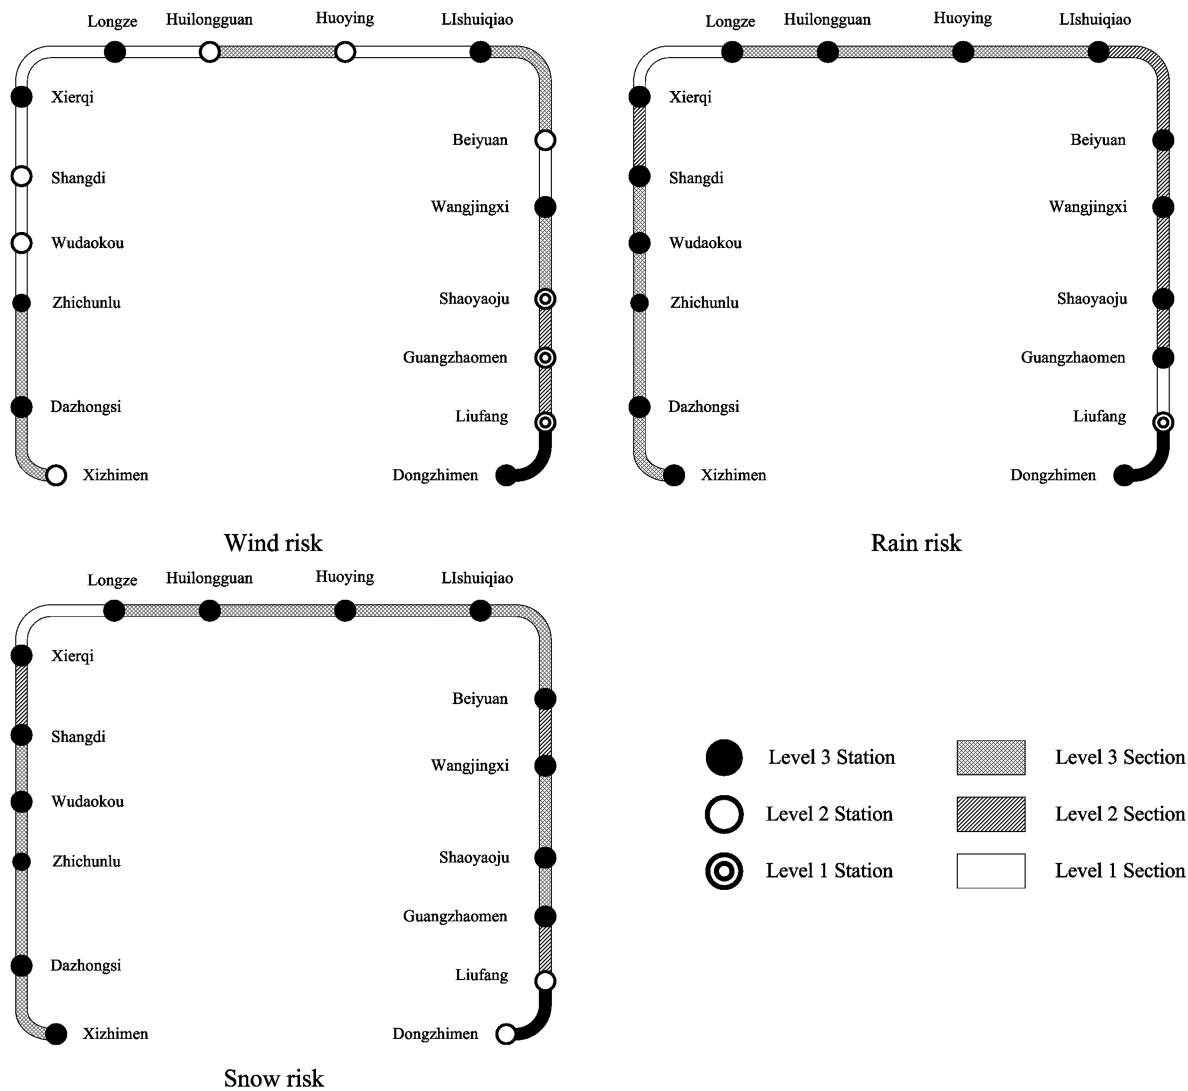 Longze
Huilongguan
Huoying
LIshuiqiao
Xierqi
Beiyuan
Shangdi
Wangjingxi
Wudaokou
Zhichunlu
Shaoyaoju
Guangzhaomen
Dazhongsi
Liufang
Xizhimen
Dongzhimen
Wind risk
Longze
Huilongguan
Huoying
LIshuiqiao
Xierqi
Beiyuan
Shangdi
Wangjingxi
Wudaokou
Zhichunlu
Shaoyaoju
Guangzhaomen
Dazhongsi
Liufang
Xizhimen
Dongzhimen
Rain risk
Longze
Huilongguan
Huoying
LIshuiqiao
Xierqi
Beiyuan
Shangdi
Wangjingxi
Wudaokou
Zhichunlu
Shaoyaoju
Guangzhaomen
Dazhongsi
Liufang
Xizhimen
Dongzhimen
Snow risk
Level 3 Station
Level 3 Section
Level 2 Station
Level 2 Section
Level 1 Station
Level 1 Section